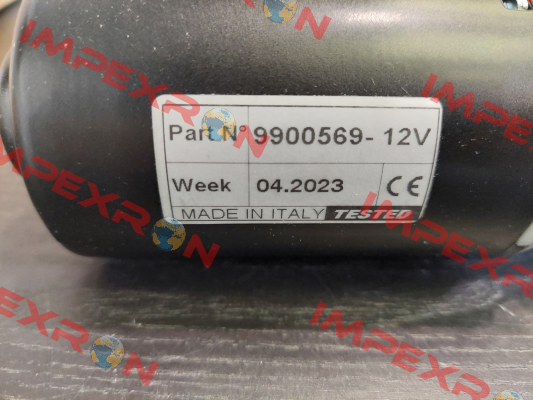 Part N° 9900569- 12V
Week 04.2023 CE
MADE IN ITALY TESTED
IMPEXRON
IMPEXRON
IMPEXRON
IMPEXRON